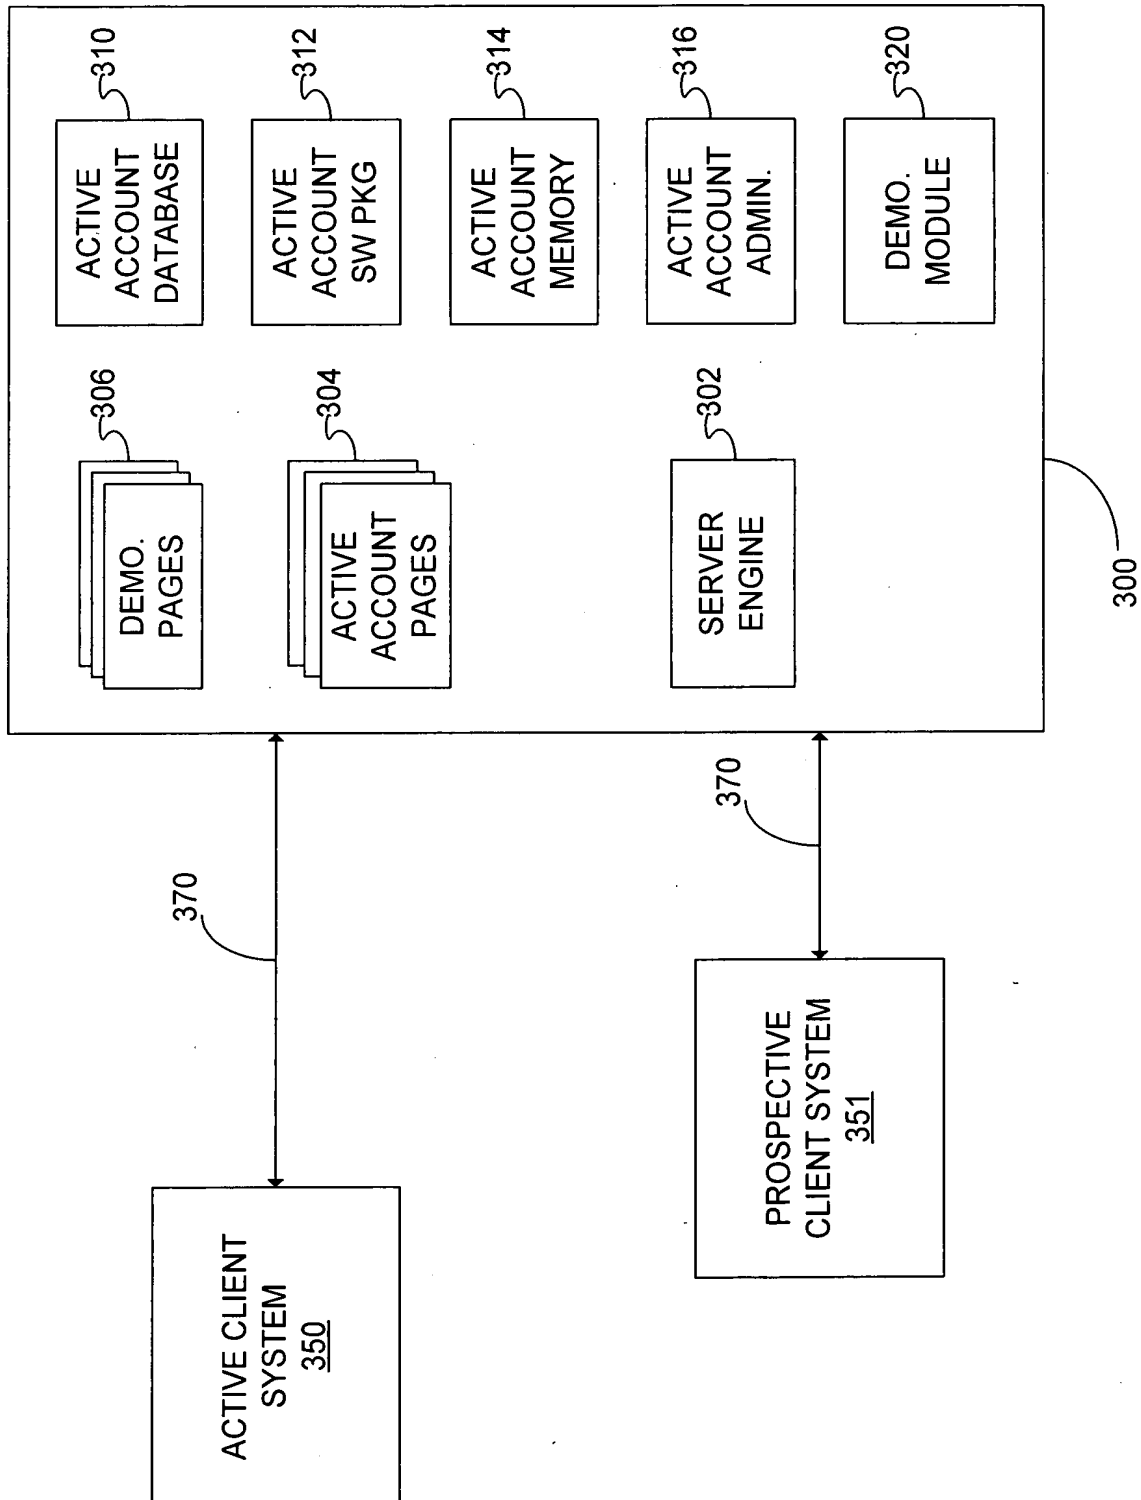 ACTIVE
ACCOUNT
DATABASE
310
ACTIVE
ACCOUNT
SW PKG
312
ACTIVE
ACCOUNT
MEMORY
314
ACTIVE
ACCOUNT
ADMIN.
316
DEMO.
MODULE
320
DEMO.
PAGES
306
ACTIVE
ACCOUNT
PAGES
304
SERVER
ENGINE
302
300
370
370
ACTIVE CLIENT
SYSTEM
350
PROSPECTIVE
CLIENT SYSTEM
351